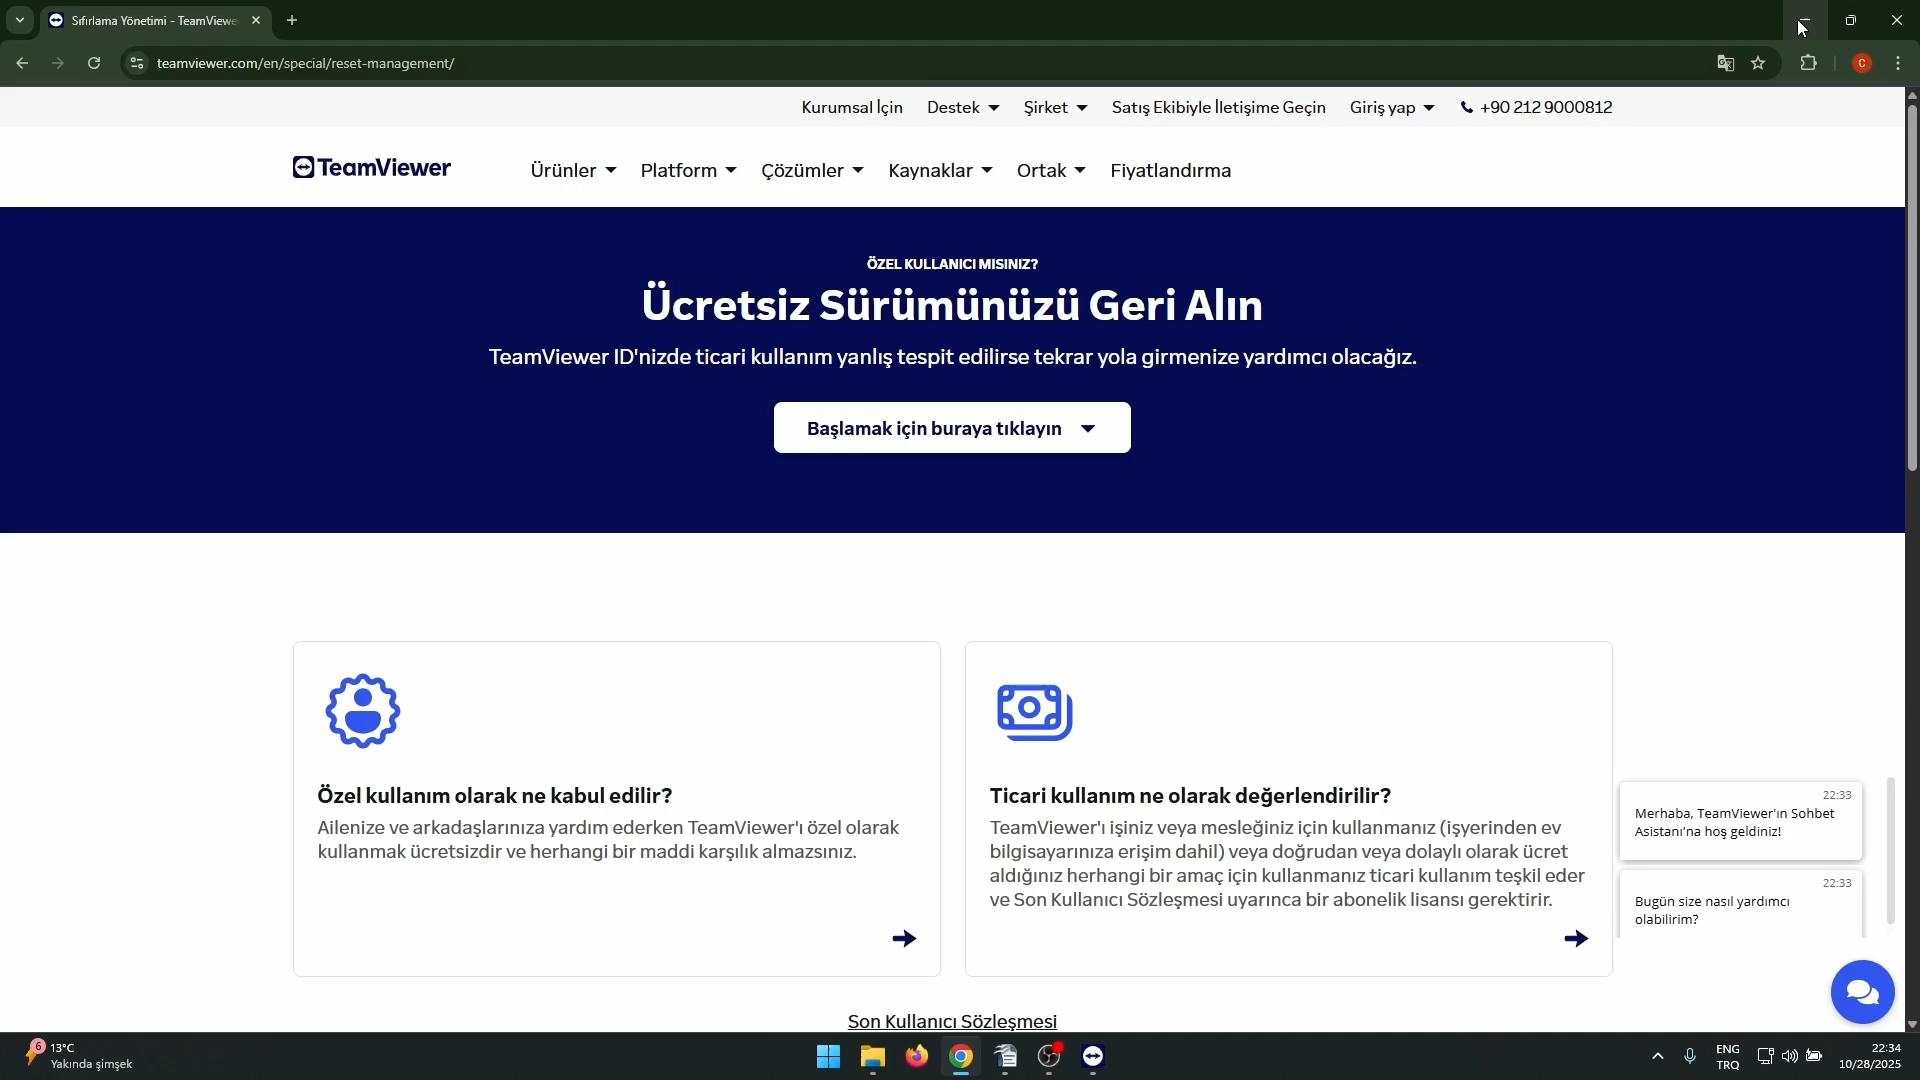 Sıfırlama Yönetimi - TeamViewe
teamviewer.com/en/special/reset-management/
C
Kurumsal İçin
Destek
Şirket
Satış Ekibiyle İletişime Geçin
Giriş yap
+90 212 9000812
TeamViewer
Ürünler
Platform
Çözümler
Kaynaklar
Ortak
Fiyatlandırma
ÖZEL KULLANICI MISINIZ?
Ücretsiz Sürümünüzü Geri Alın
TeamViewer ID'nizde ticari kullanım yanlış tespit edilirse tekrar yola girmenize yardımcı olacağız.
Başlamak için buraya tıklayın
Özel kullanım olarak ne kabul edilir?
Ailenize ve arkadaşlarınıza yardım ederken TeamViewer'ı özel olarak
kullanmak ücretsizdir ve herhangi bir maddi karşılık almazsınız.
Ticari kullanım ne olarak değerlendirilir?
TeamViewer'ı işiniz veya mesleğiniz için kullanmanız (işyerinden ev
bilgisayarınıza erişim dahil) veya doğrudan veya dolaylı olarak ücret
aldığınız herhangi bir amaç için kullanmanız ticari kullanım teşkil eder
ve Son Kullanıcı Sözleşmesi uyarınca bir abonelik lisansı gerektirir.
22:33
Merhaba, TeamViewer'ın Sohbet
Asistanı'na hoş geldiniz!
22:33
Bugün size nasıl yardımcı
olabilirim?
Son Kullanıcı Sözleşmesi
6
13°C
Yakında şimşek
ENG
TRQ
22:34
10/28/2025